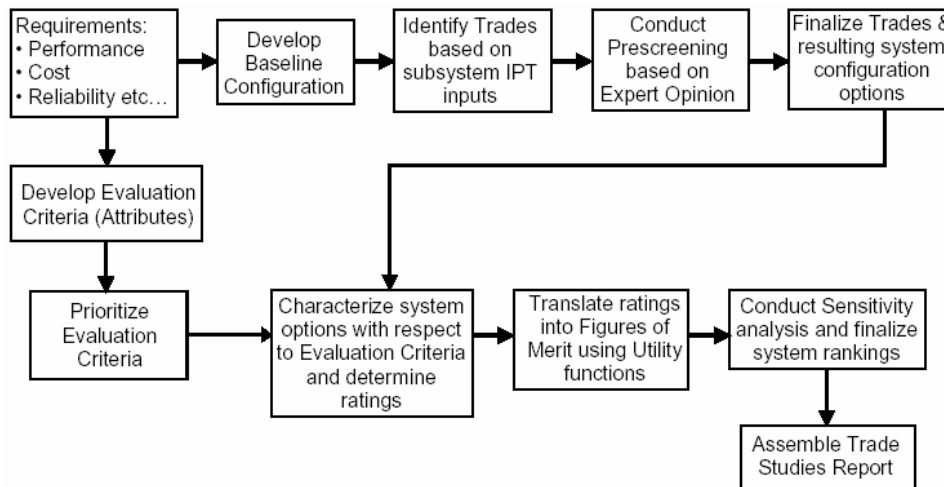 Requirements:
• Performance
• Cost
• Reliability etc…
Develop
Baseline
Configuration
Identify Trades
based on
subsystem IPT
inputs
Conduct
Prescreening
based on
Expert Opinion
Finalize Trades &
resulting system
configuration
options
Develop Evaluation
Criteria (Attributes)
Prioritize
Evaluation
Criteria
Characterize system
options with respect
to Evaluation Criteria
and determine
ratings
Translate ratings
into Figures of
Merit using Utility
functions
Conduct Sensitivity
analysis and finalize
system rankings
Assemble Trade
Studies Report